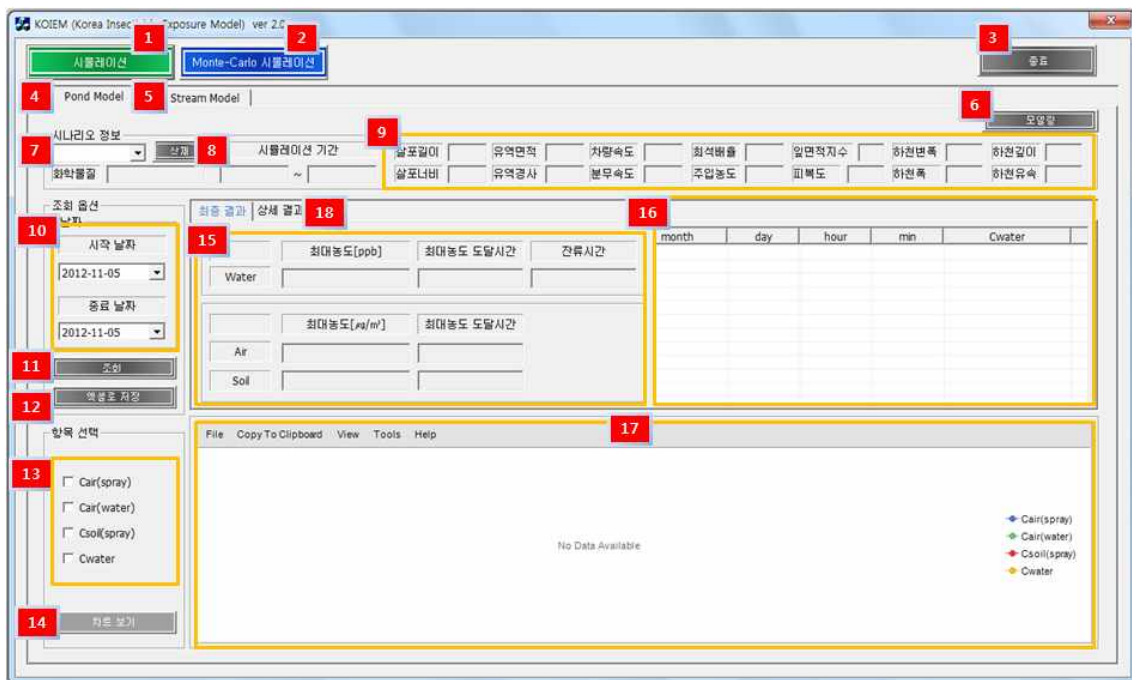 KOIEM (Korea Insect Exposure Model) ver 2.0
1 2 3
시뮬레이션 Monte-Carlo 시뮬레이션 종료
4 Pond Model 5 Stream Model 6
모델링
시나리오 정보 9
7 삭제 8 시뮬레이션 기간 살포길이 유역면적 차량속도 희석배율 잎면적지수 하천변폭 하천깊이
화학물질 ~ 살포너비 유역경사 분무속도 주입농도 피복도 하천폭 하천유속
조회 옵션 최종 결과 상세 결과 18 16
날짜
10 15 month day hour min Cwater
시작 날짜 최대농도[ppb] 최대농도 도달시간 잔류시간
2012-11-05 Water
종료 날짜
2012-11-05 최대농도[㎍/㎥] 최대농도 도달시간
Air
11 조회 Soil
12 엑셀로 저장
항목 선택 File Copy To Clipboard View Tools Help 17
13
Cair(spray)
Cair(water)
Csoil(spray)
Cwater
No Data Available
Cair(spray)
Cair(water)
Csoil(spray)
Cwater
14 차트 보기